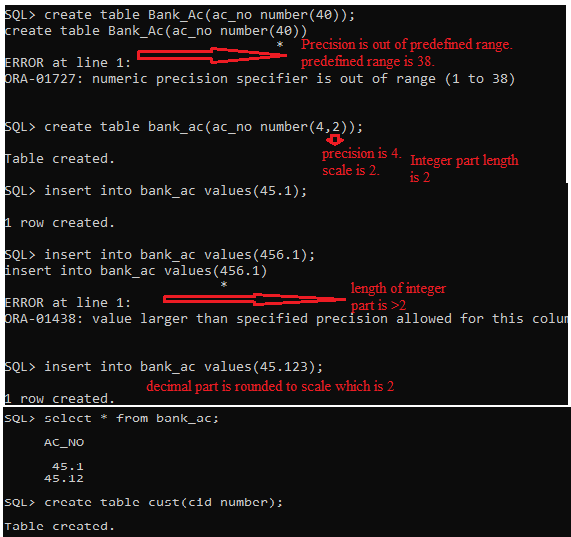 SQL> create table Bank_Ac(ac_no number(40));
create table Bank_Ac(ac_no number(40))
*
Precision is out of predefined range.
predefined range is 38.
ERROR at line 1:
ORA-01727: numeric precision specifier is out of range (1 to 38)
SQL> create table bank_ac(ac_no number(4,2));
precision is 4.
scale is 2.
Integer part length
is 2
Table created.
SQL> insert into bank_ac values(45.1);
1 row created.
SQL> insert into bank_ac values(456.1);
insert into bank_ac values(456.1)
*
length of integer
part is >2
ERROR at line 1:
ORA-01438: value larger than specified precision allowed for this colum
SQL> insert into bank_ac values(45.123);
decimal part is rounded to scale which is 2
1 row created.
SQL> select * from bank_ac;
AC_NO
45.1
45.12
SQL> create table cust(cid number);
Table created.